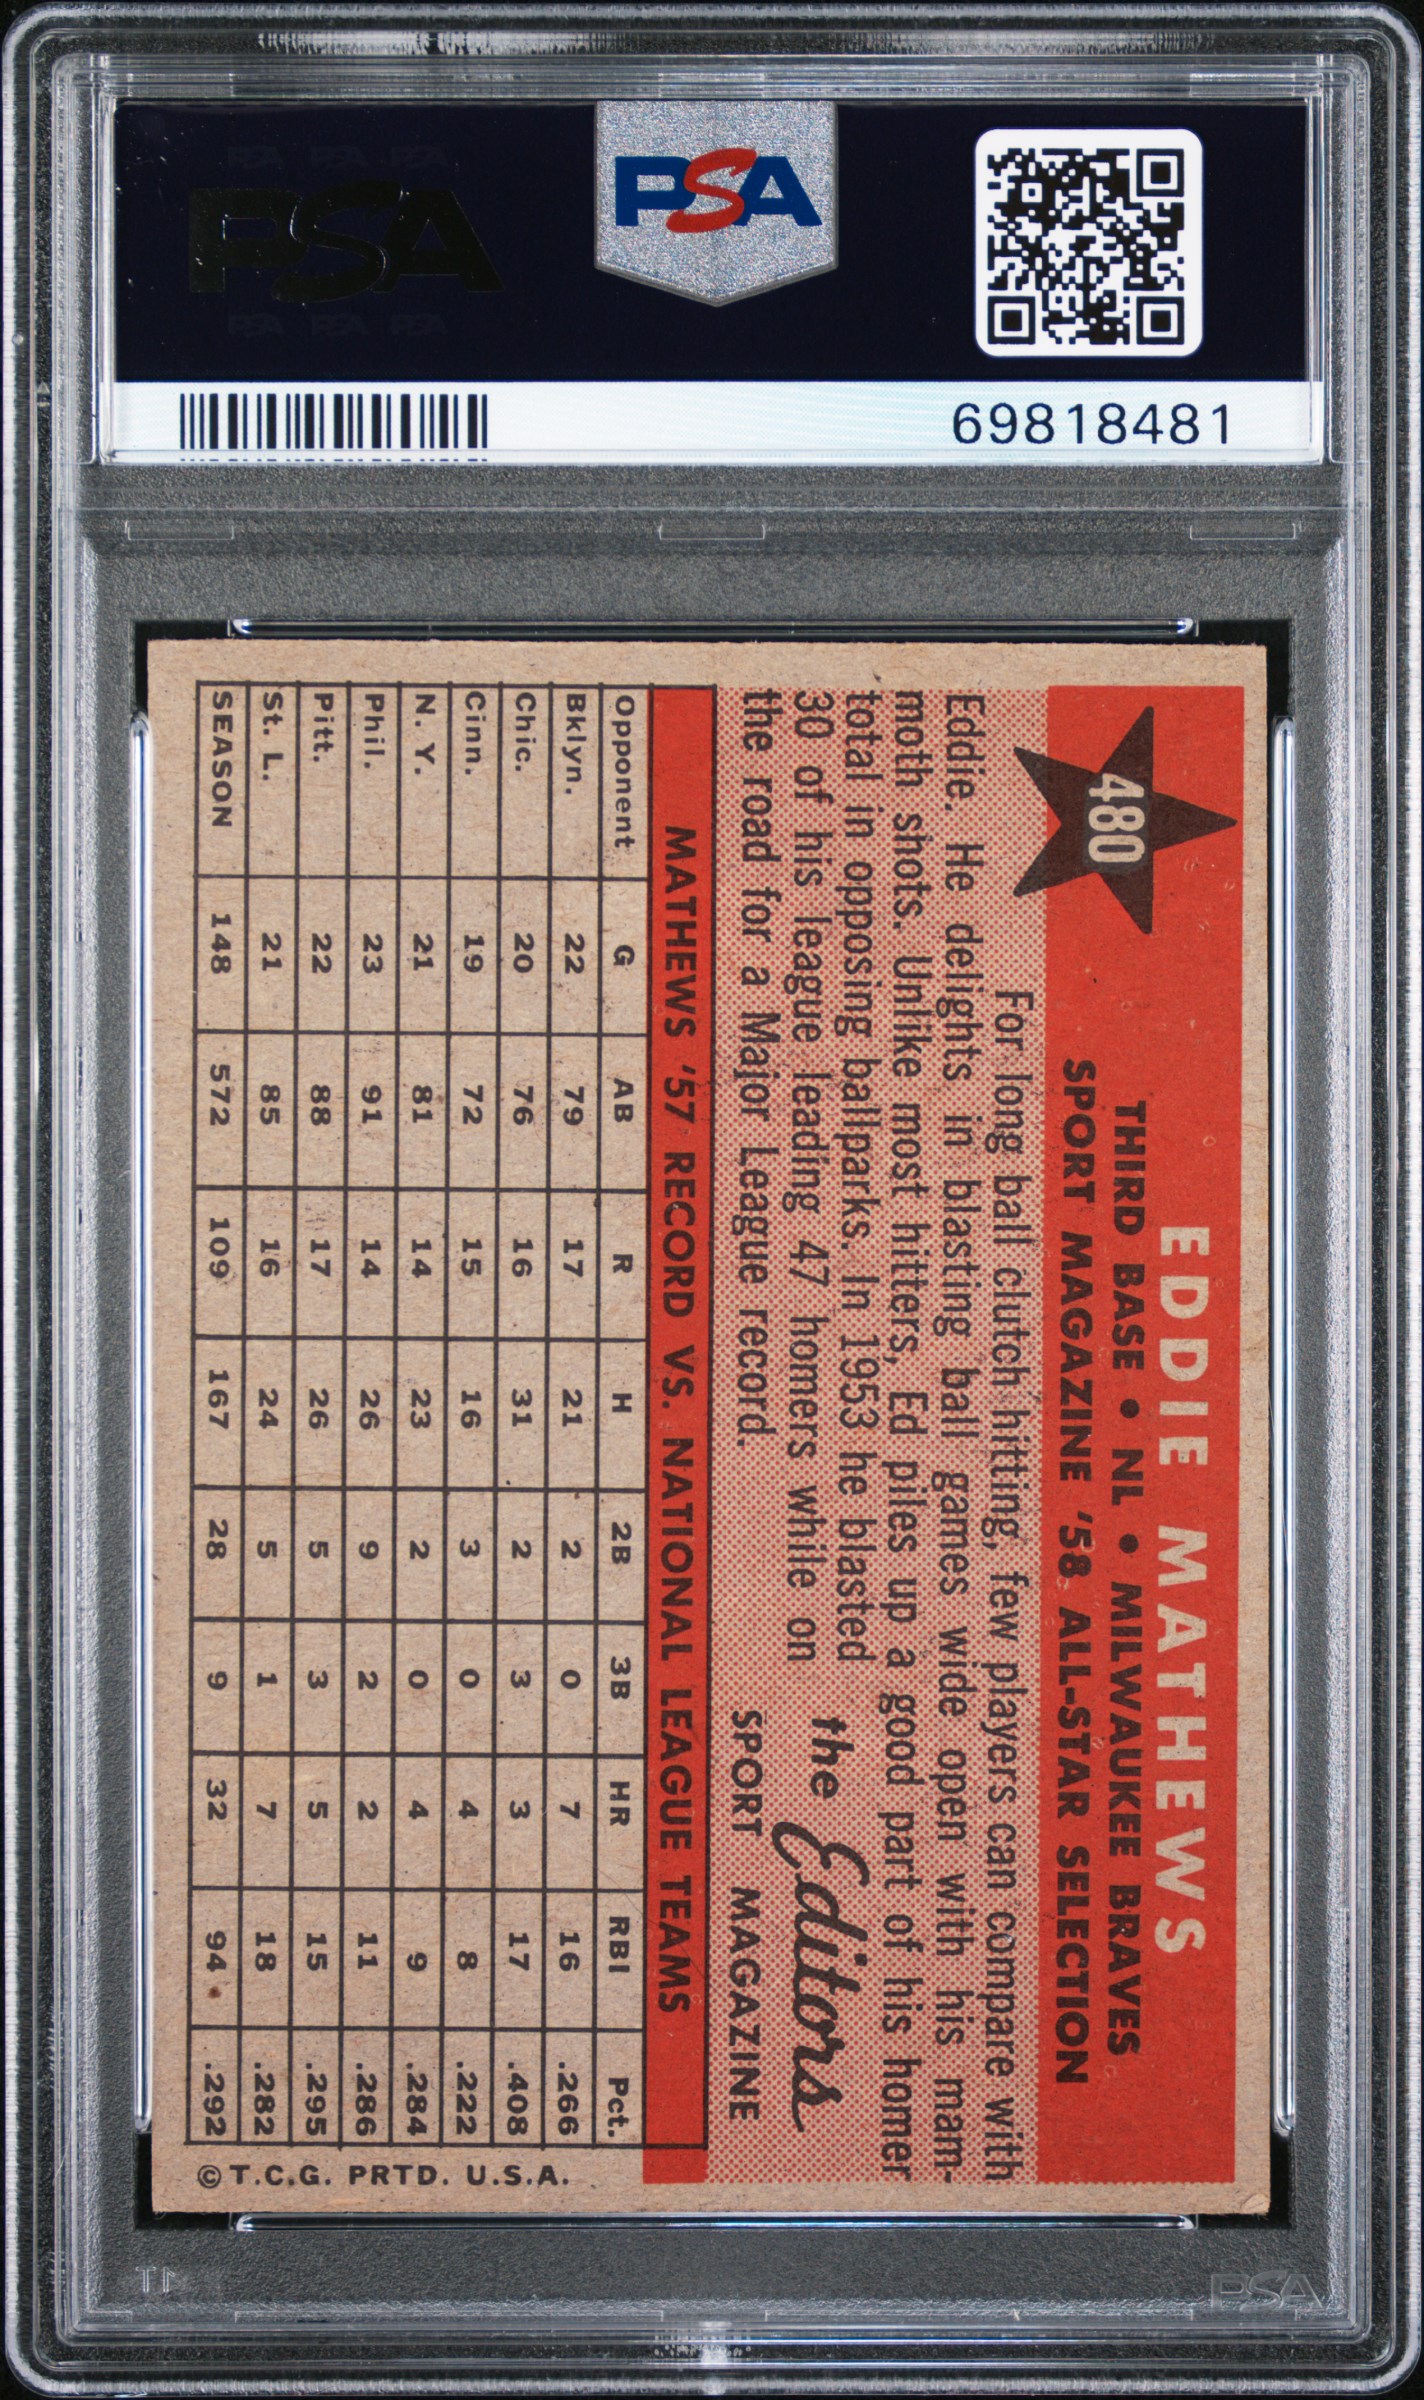 PSA
PSA PSA PSA
PSA
PSA PSA PSA
69818481
480
EDDIE MATHEWS
THIRD BASE • NL • MILWAUKEE BRAVES
SPORT MAGAZINE '58 ALL-STAR SELECTION
For long ball clutch hitting, few players can compare with
Eddie. He delights in blasting ball games wide open with his mam-
moth shots. Unlike most hitters, Ed piles up a good part of his homer
total in opposing ballparks. In 1953 he blasted
30 of his league leading 47 homers while on
the road for a Major League record.
the Editors
SPORT MAGAZINE
MATHEWS '57 RECORD VS. NATIONAL LEAGUE TEAMS
Opponent G AB R H 2B 3B HR RBI Pct.
Bklyn. 22 79 17 21 2 0 7 16 .266
Chic. 20 76 16 31 2 3 3 17 .408
Cinn. 19 72 15 16 3 0 4 8 .222
N. Y. 21 81 14 23 2 0 4 9 .284
Phil. 23 91 14 26 9 2 2 11 .286
Pitt. 22 88 17 26 5 3 5 15 .295
St. L. 21 85 16 24 5 1 7 18 .282
SEASON 148 572 109 167 28 9 32 94 .292
© T.C.G. PRTD. U.S.A.
PSA